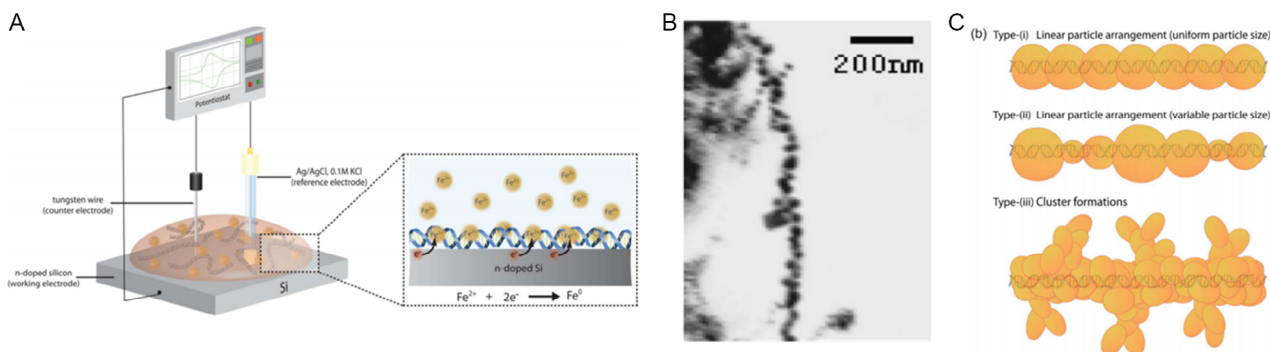 A
Potentiostat
Ag/AgCl, 0.1M KCl
(reference electrode)
tungsten wire
(counter electrode)
n-doped silicon
(working electrode)
Si
n-doped Si
Fe²⁺ + 2e⁻ → Fe⁰
B
200nm
C
(b) Type-(i) Linear particle arrangement (uniform particle size)
Type-(ii) Linear particle arrangement (variable particle size)
Type-(iii) Cluster formations